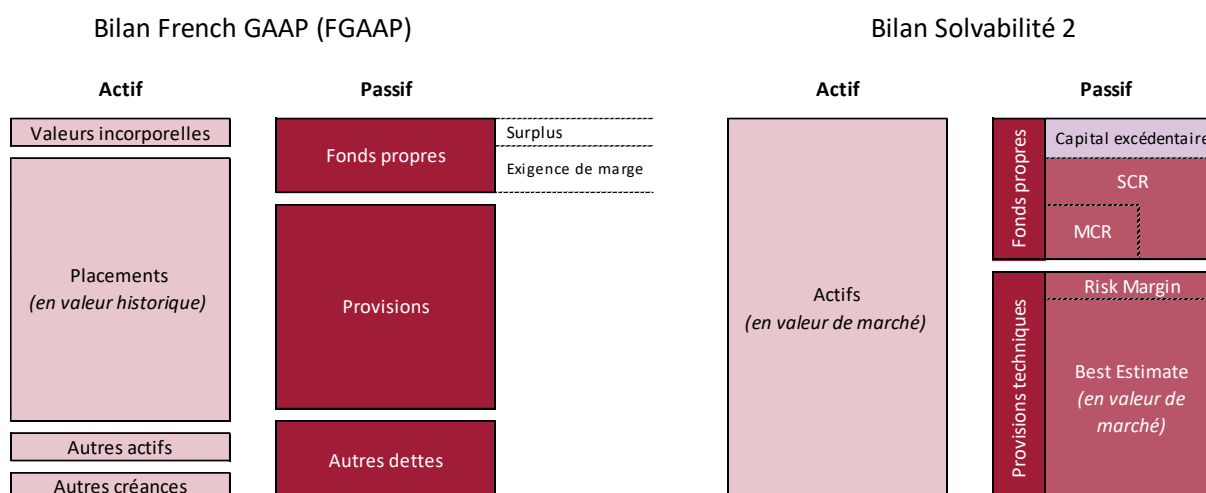 Bilan French GAAP (FGAAP)
Actif
Passif
Valeurs incorporelles
Placements
(en valeur historique)
Autres actifs
Autres créances
Fonds propres
Surplus
Exigence de marge
Provisions
Autres dettes
Bilan Solvabilité 2
Actif
Passif
Actifs
(en valeur de marché)
Fonds propres
Capital excédentaire
SCR
MCR
Provisions techniques
Risk Margin
Best Estimate
(en valeur de
marché)